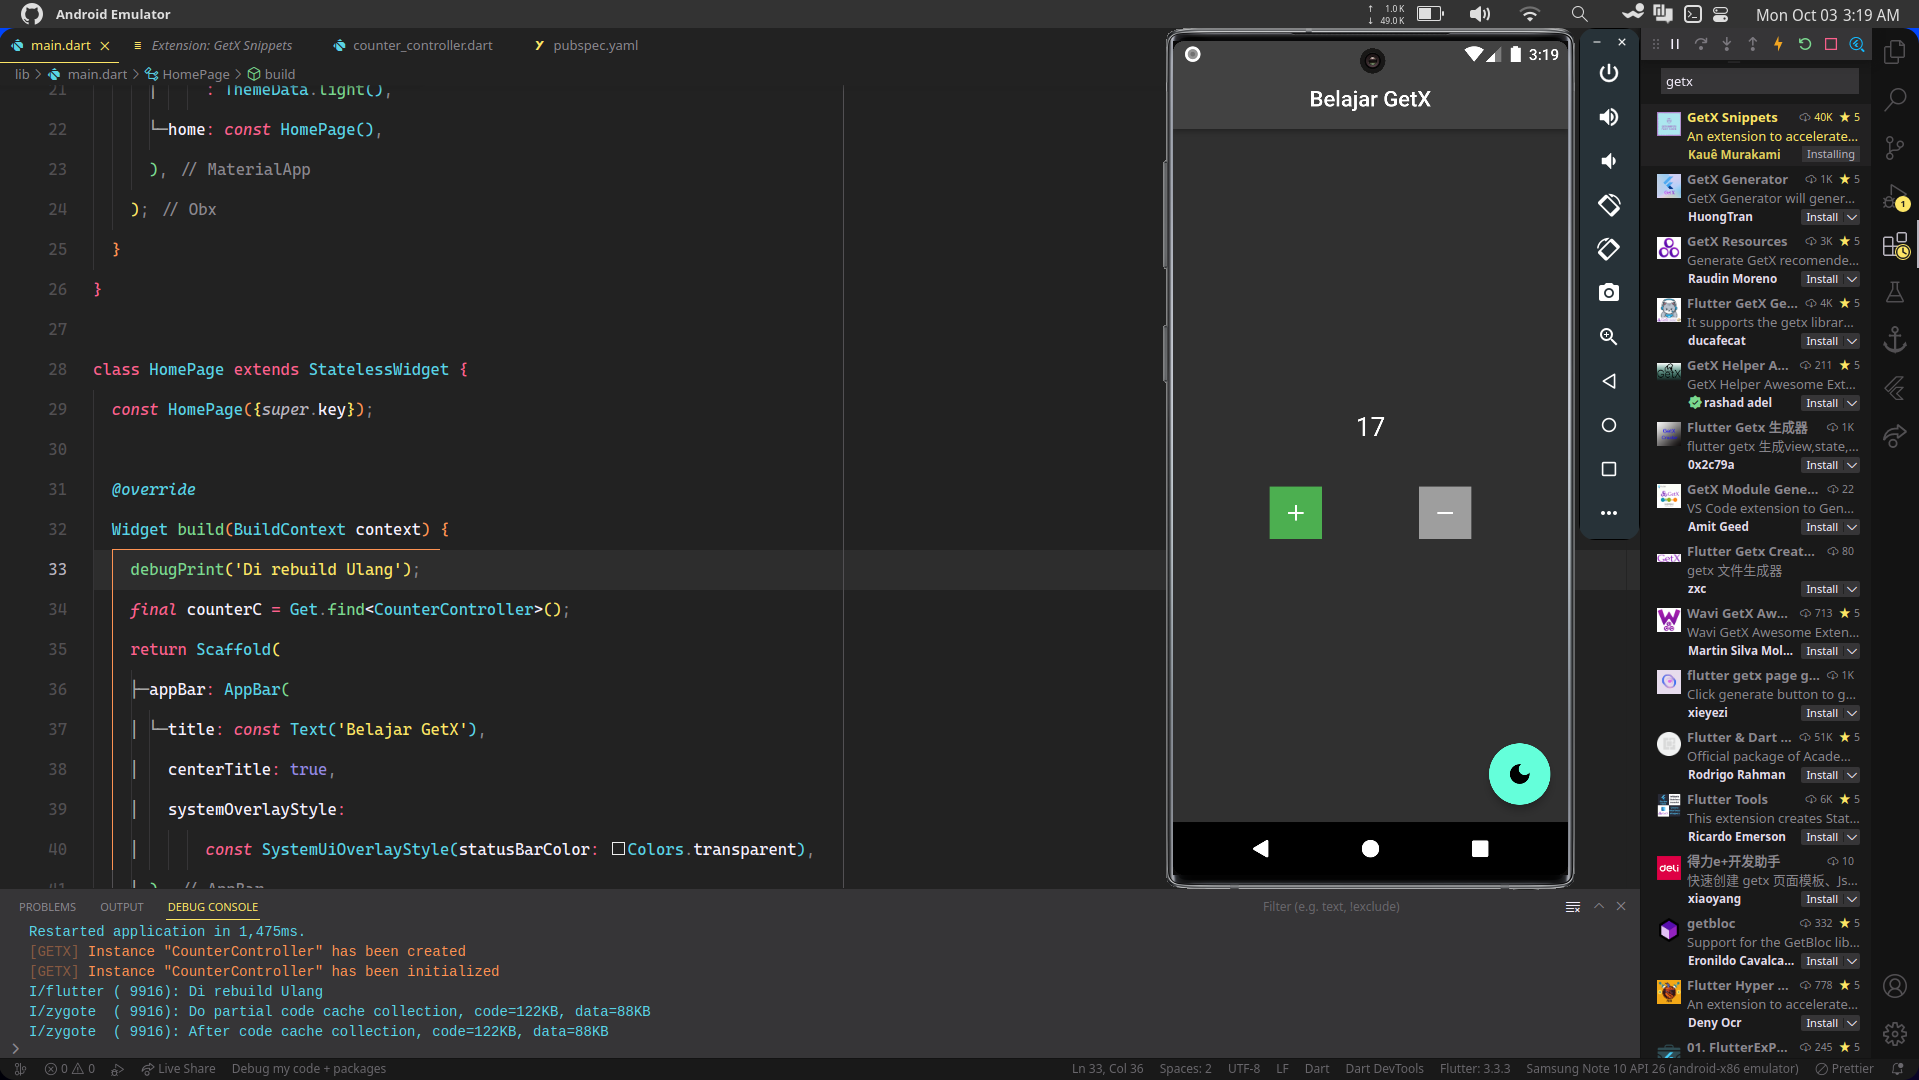 Android Emulator
↑ 1.0 K
↓ 49.0 K
Mon Oct 03 3:19 AM
main.dart
Extension: GetX Snippets
counter_controller.dart
pubspec.yaml
lib > main.dart > HomePage > build
21 : ThemeData.light(),
22 home: const HomePage(),
23 ), // MaterialApp
24 ); // Obx
25 }
26 }
27
28 class HomePage extends StatelessWidget {
29 const HomePage({super.key});
30
31 @override
32 Widget build(BuildContext context) {
33 debugPrint('Di rebuild Ulang');
34 final counterC = Get.find<CounterController>();
35 return Scaffold(
36 appBar: AppBar(
37 title: const Text('Belajar GetX'),
38 centerTitle: true,
39 systemOverlayStyle:
40 const SystemUiOverlayStyle(statusBarColor: Colors.transparent),
41 ), // AppBar
3:19
Belajar GetX
17
+
−
getx
GetX Snippets 40K ★ 5
An extension to accelerate...
Kauê Murakami Installing
GetX Generator 1K ★ 5
GetX Generator will gener...
HuongTran Install
GetX Resources 3K ★ 5
Generate GetX recomende...
Raudin Moreno Install
Flutter GetX Ge... 4K ★ 5
It supports the getx librar...
ducafecat Install
GetX Helper A... 211 ★ 5
GetX Helper Awesome Ext...
rashad adel Install
Flutter Getx 生成器 1K
flutter getx 生成view,state,...
0x2c79a Install
GetX Module Gene... 22
VS Code extension to Gen...
Amit Geed Install
Flutter Getx Creat... 80
getx 文件生成器
zxc Install
Wavi GetX Aw... 713 ★ 5
Wavi GetX Awesome Exten...
Martin Silva Mol... Install
flutter getx page g... 1K
Click generate button to g...
xieyezi Install
Flutter & Dart ... 51K ★ 5
Official package of Acade...
Rodrigo Rahman Install
Flutter Tools 6K ★ 5
This extension creates Stat...
Ricardo Emerson Install
deli
得力e+开发助手 10
快速创建 getx 页面模板、Js...
xiaoyang Install
getbloc 332 ★ 5
Support for the GetBloc lib...
Eronildo Cavalca... Install
Flutter Hyper ... 778 ★ 5
An extension to accelerate...
Deny Ocr Install
01. FlutterExP... 245 ★ 5
1
PROBLEMS OUTPUT DEBUG CONSOLE
Filter (e.g. text, !exclude)
Restarted application in 1,475ms.
[GETX] Instance "CounterController" has been created
[GETX] Instance "CounterController" has been initialized
I/flutter ( 9916): Di rebuild Ulang
I/zygote ( 9916): Do partial code cache collection, code=122KB, data=88KB
I/zygote ( 9916): After code cache collection, code=122KB, data=88KB
>
0 0 Live Share Debug my code + packages
Ln 33, Col 36 Spaces: 2 UTF-8 LF Dart Dart DevTools Flutter: 3.3.3 Samsung Note 10 API 26 (android-x86 emulator) Prettier